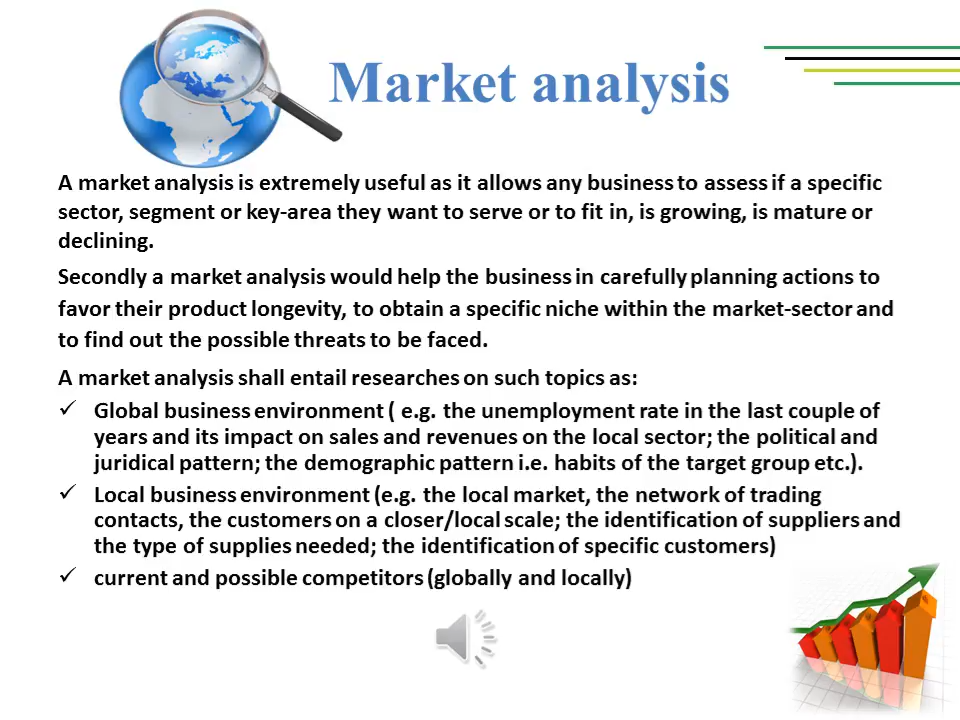 Market analysis
A market analysis is extremely useful as it allows any business to assess if a specific
sector, segment or key-area they want to serve or to fit in, is growing, is mature or
declining.
Secondly a market analysis would help the business in carefully planning actions to
favor their product longevity, to obtain a specific niche within the market-sector and
to find out the possible threats to be faced.
A market analysis shall entail researches on such topics as:
✓ Global business environment ( e.g. the unemployment rate in the last couple of
years and its impact on sales and revenues on the local sector; the political and
juridical pattern; the demographic pattern i.e. habits of the target group etc.).
✓ Local business environment (e.g. the local market, the network of trading
contacts, the customers on a closer/local scale; the identification of suppliers and
the type of supplies needed; the identification of specific customers)
✓ current and possible competitors (globally and locally)